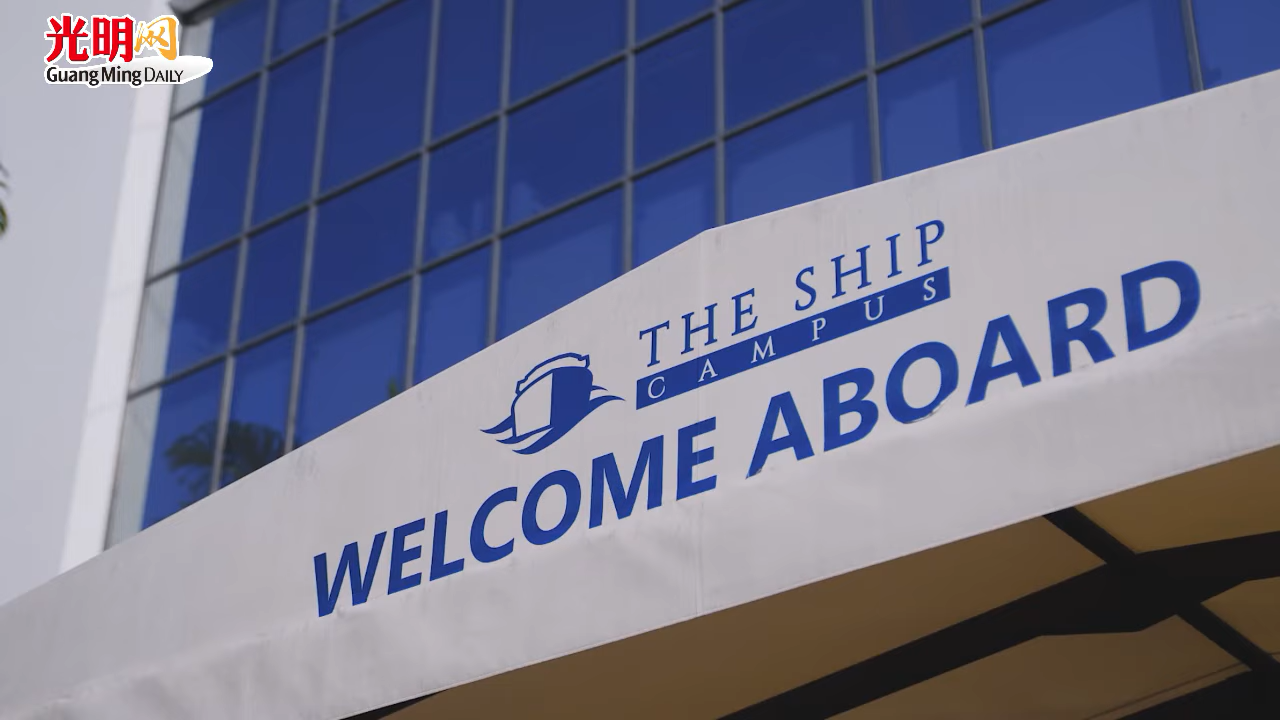 光明网
Guang Ming DAILY
THE SHIP
CAMPUS
WELCOME ABOARD